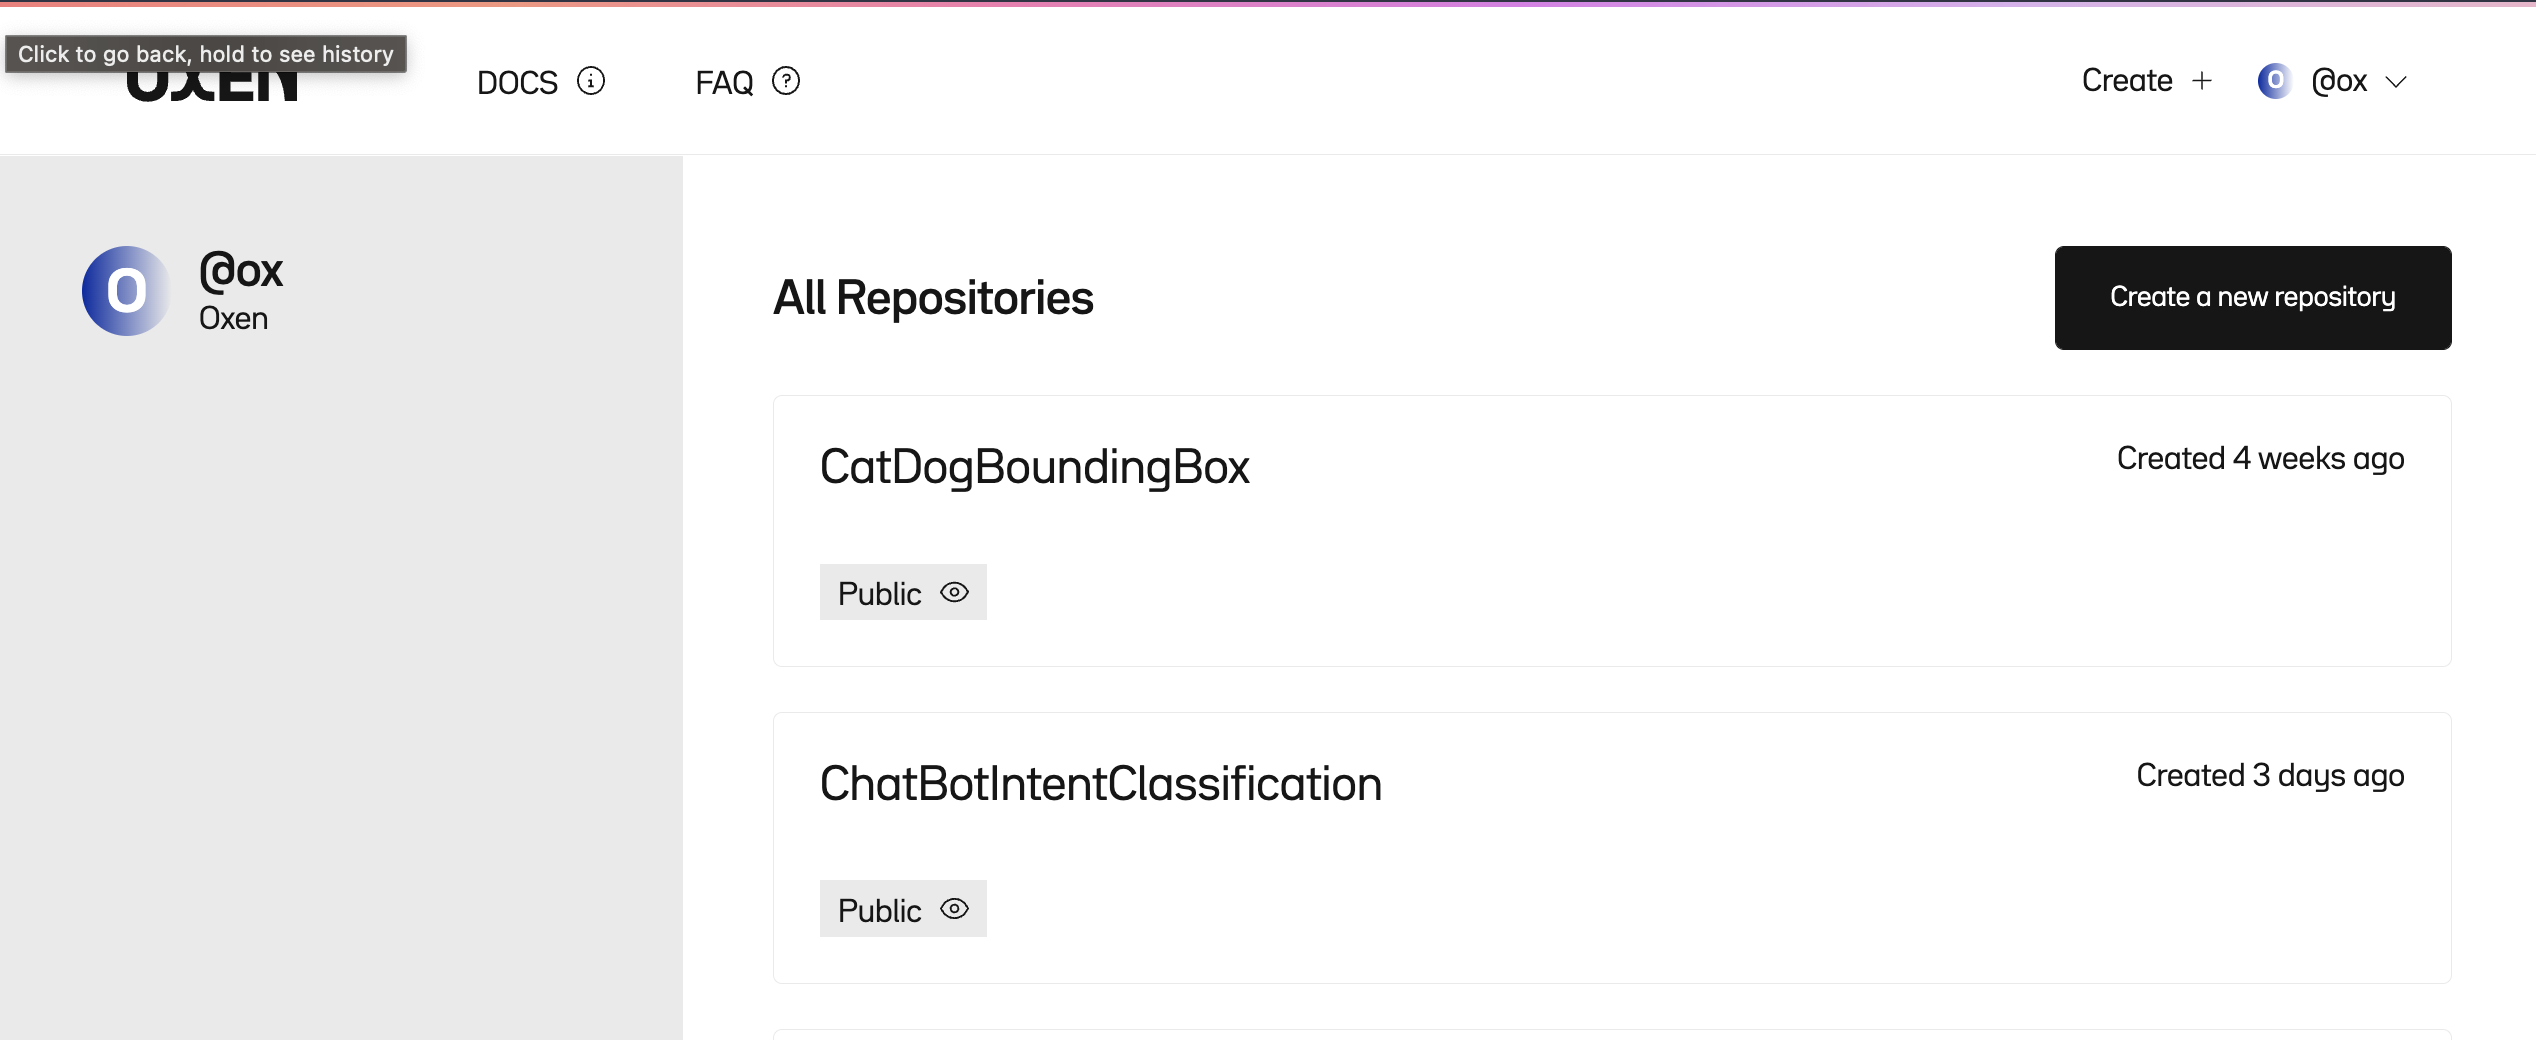 Click to go back, hold to see history
OXEN
DOCS
FAQ
Create +
O
@ox
O
@ox
Oxen
All Repositories
Create a new repository
CatDogBoundingBox
Created 4 weeks ago
Public
ChatBotIntentClassification
Created 3 days ago
Public